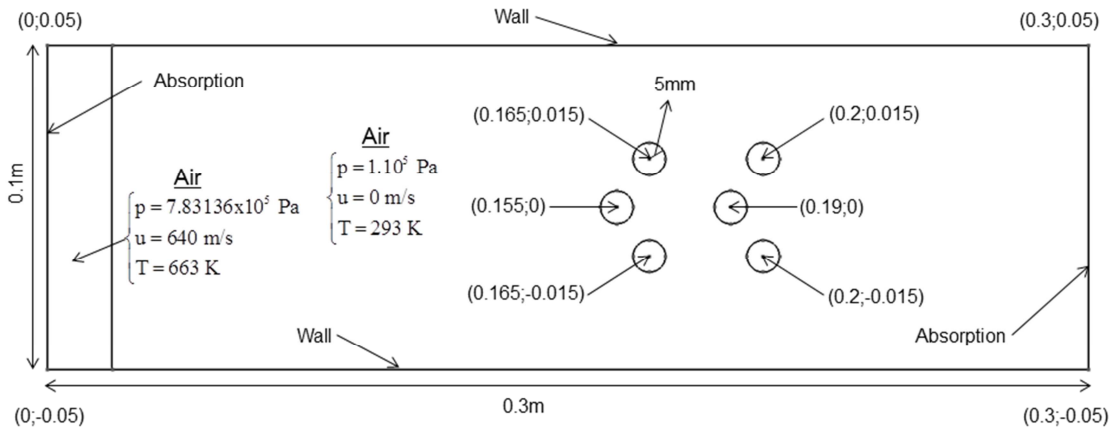 (0;0.05)
Wall
(0.3;0.05)
Absorption
5mm
(0.165;0.015)
(0.2;0.015)
0.1m
Air
p = 7.83136x10⁵ Pa
u = 640 m/s
T = 663 K
Air
p = 1.10⁵ Pa
u = 0 m/s
T = 293 K
(0.155;0)
(0.19;0)
(0.165;-0.015)
(0.2;-0.015)
Wall
Absorption
0.3m
(0;-0.05)
(0.3;-0.05)